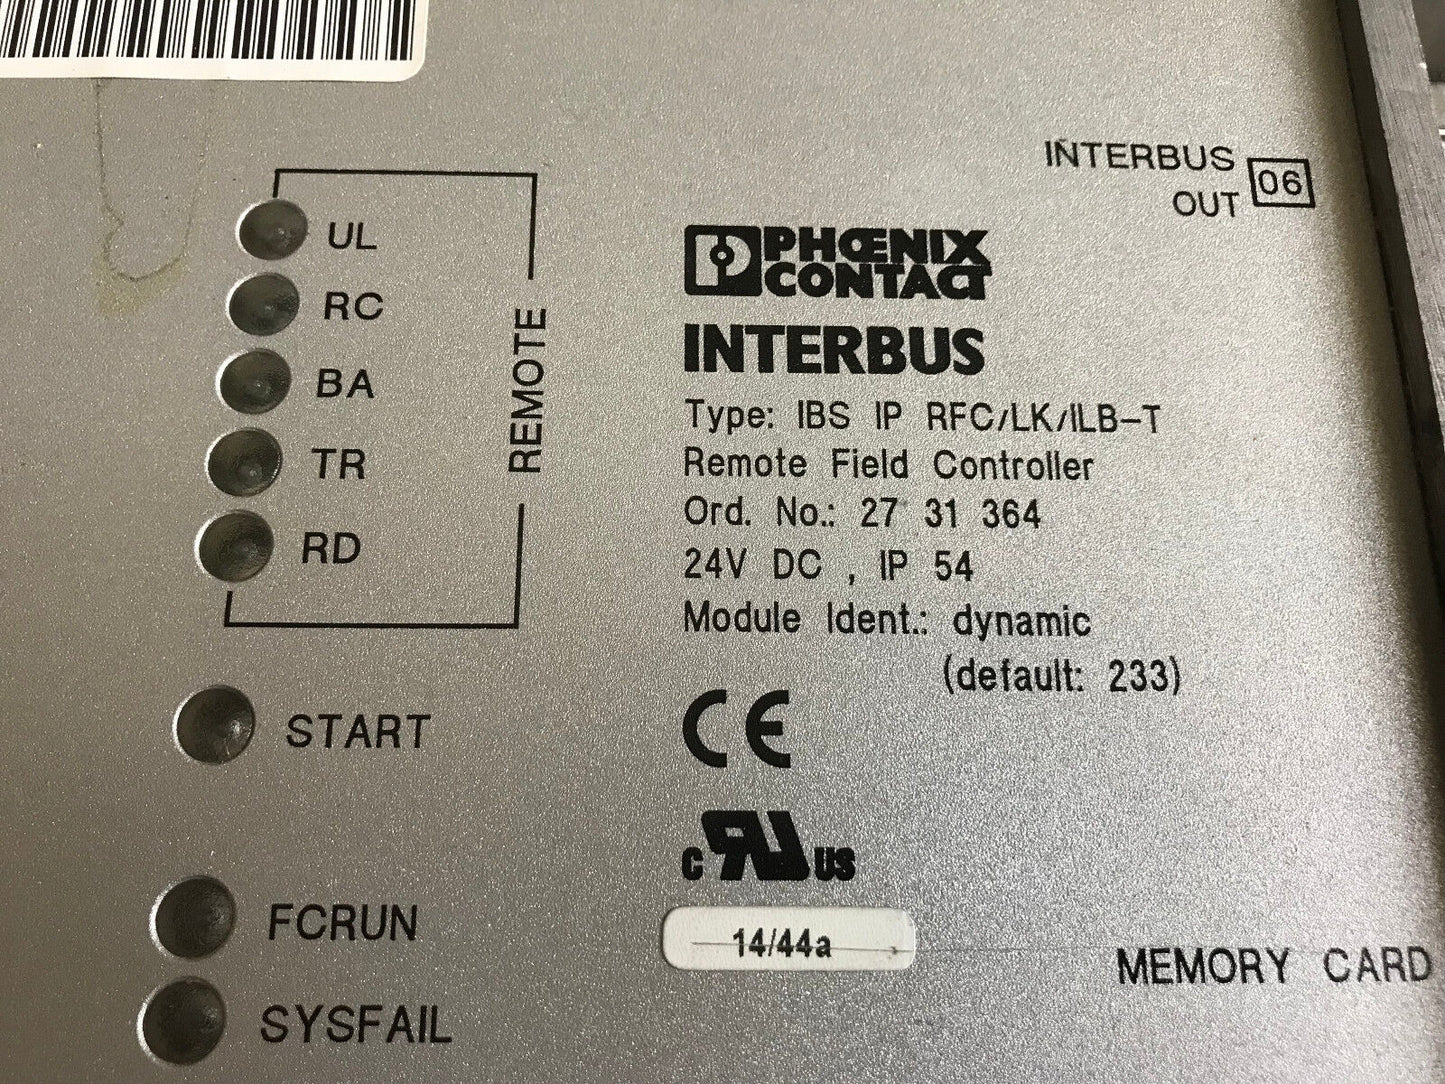 INTERBUS
OUT 06
UL
RC
BA
TR
RD
REMOTE
START
FCRUN
SYSFAIL
PHŒNIX
CONTACT
INTERBUS
Type: IBS IP RFC/LK/ILB-T
Remote Field Controller
Ord. No.: 27 31 364
24V DC , IP 54
Module Ident.: dynamic
(default: 233)
CE
c RU US
14/44a
MEMORY CARD